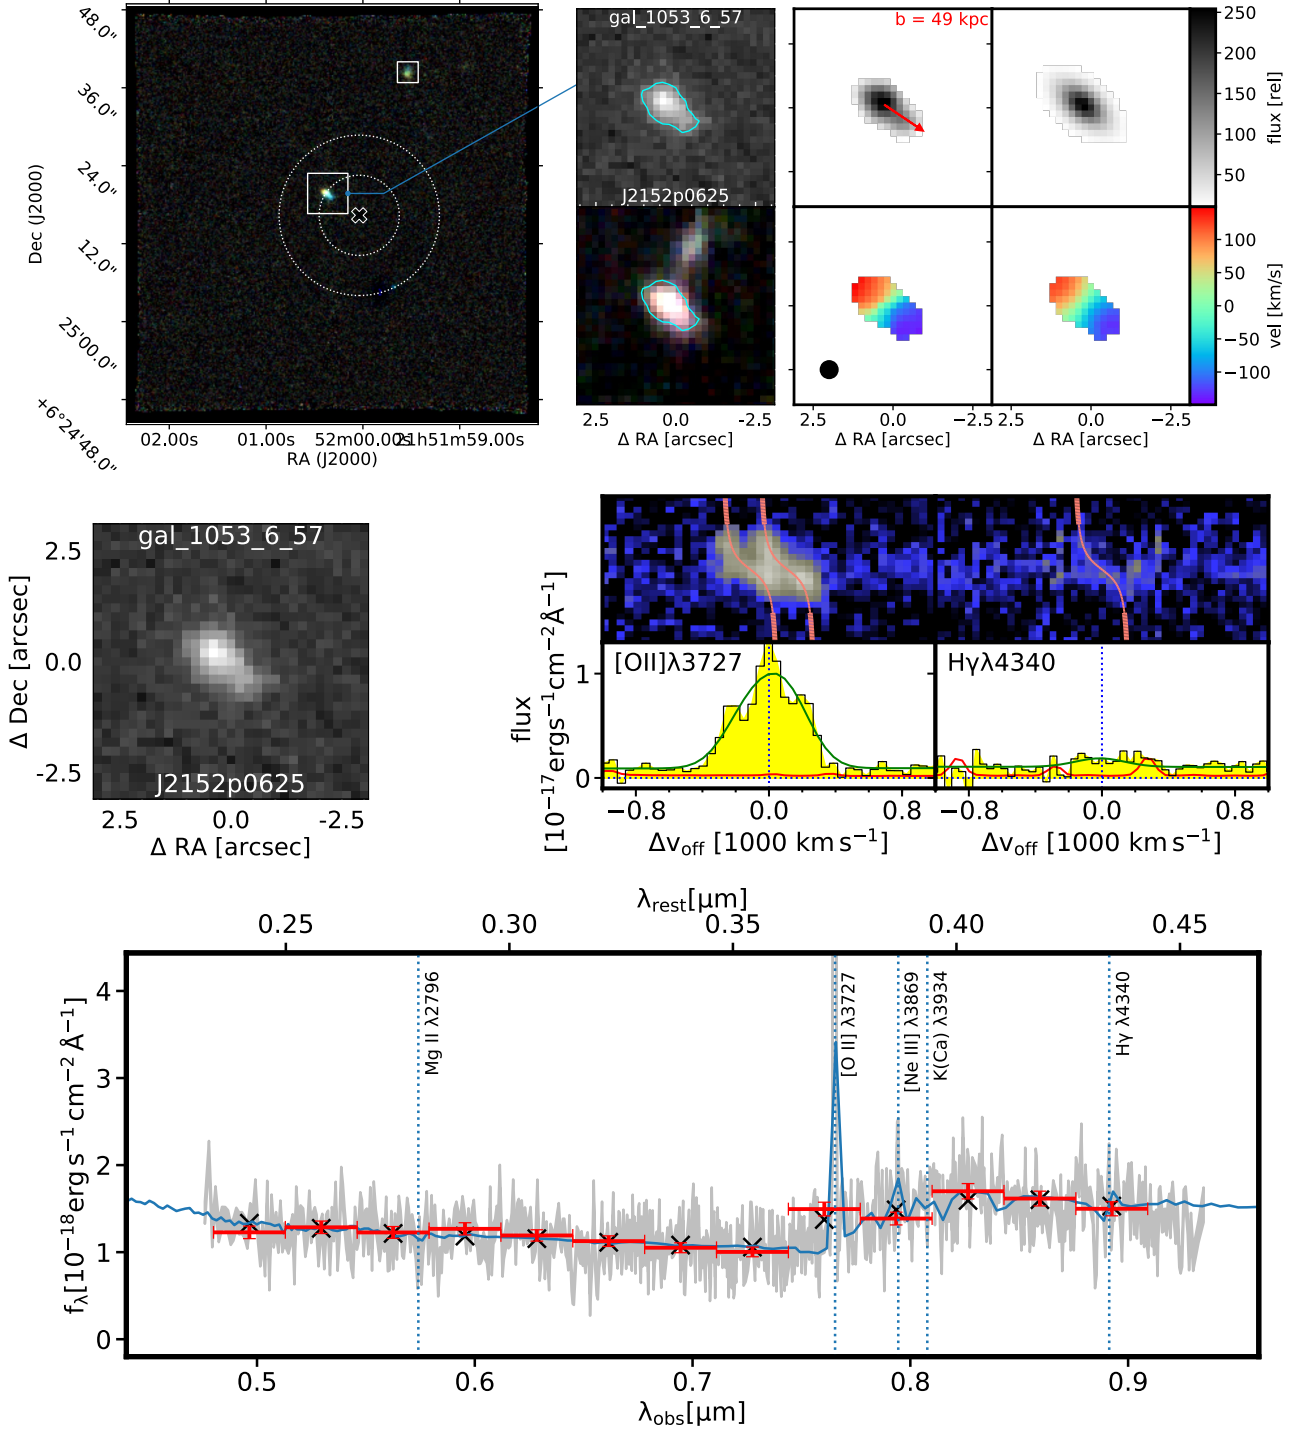 48.0"
36.0"
24.0"
12.0"
25'00.0"
+6°24'48.0"
Dec (J2000)
02.00s
01.00s
52m00.00s
21h51m59.00s
RA (J2000)
gal_1053_6_57
J2152p0625
b = 49 kpc
250
200
150
100
50
flux [rel]
100
50
0
−50
−100
vel [km/s]
2.5
0.0
-2.5
Δ RA [arcsec]
2.5
0.0
−2.5
Δ RA [arcsec]
2.5
0.0
−2.5
Δ RA [arcsec]
gal_1053_6_57
J2152p0625
2.5
0.0
-2.5
Δ Dec [arcsec]
2.5
0.0
-2.5
Δ RA [arcsec]
flux
[10⁻¹⁷ergs⁻¹cm⁻²Å⁻¹]
1
0
[OII]λ3727
Hγλ4340
−0.8
0.0
0.8
−0.8
0.0
0.8
Δv_off [1000 km s⁻¹]
Δv_off [1000 km s⁻¹]
λ_rest[μm]
0.25
0.30
0.35
0.40
0.45
Mg II λ2796
[O II] λ3727
[Ne III] λ3869
K(Ca) λ3934
Hγ λ4340
4
3
2
1
0
f_λ[10⁻¹⁸erg s⁻¹ cm⁻² Å⁻¹]
0.5
0.6
0.7
0.8
0.9
λ_obs[μm]